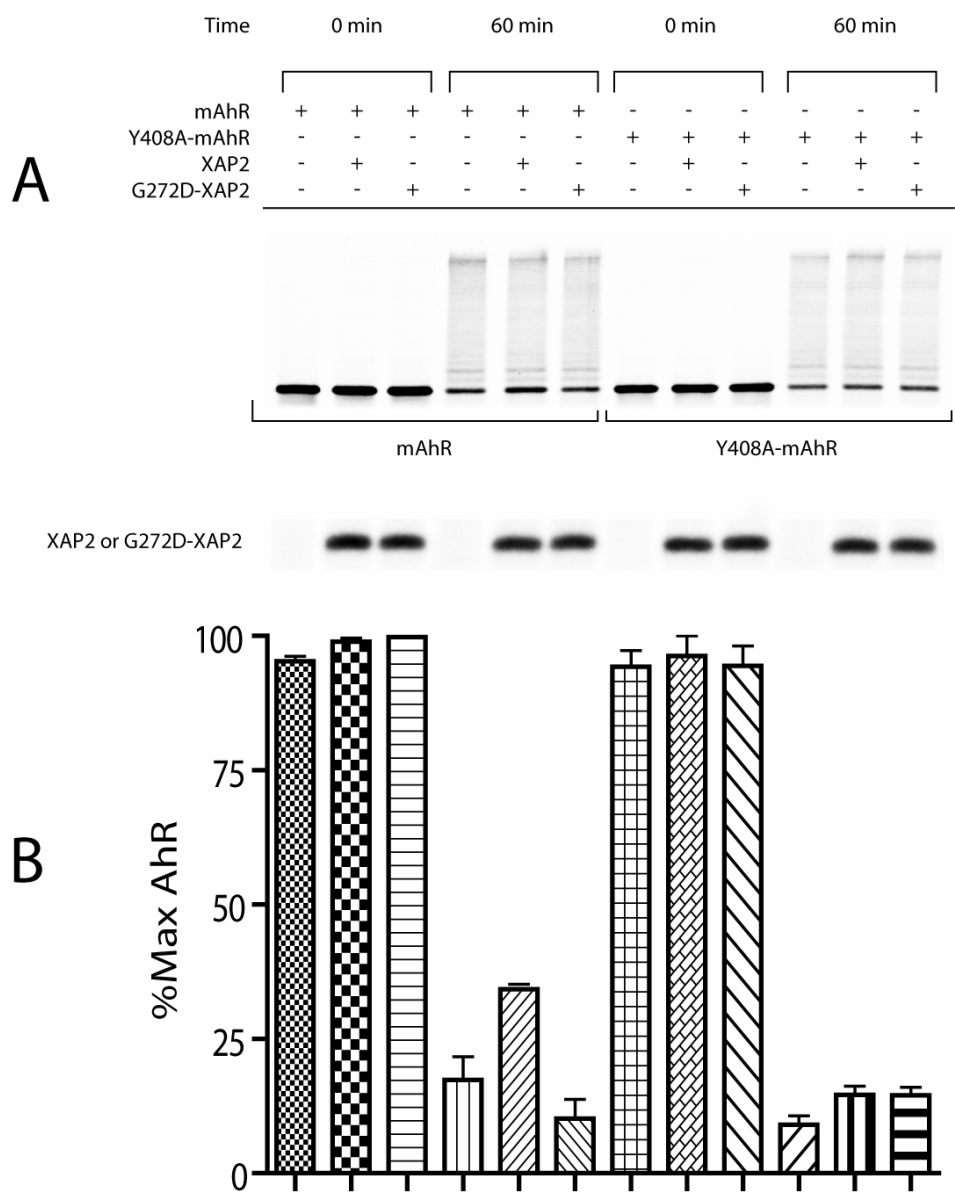 Time 0 min 60 min 0 min 60 min
mAhR + + + + + + - - - - - -
Y408A-mAhR - - - - - - + + + + + +
XAP2 - + - - + - - + - - + -
G272D-XAP2 - - + - - + - - + - - +
A
mAhR Y408A-mAhR
XAP2 or G272D-XAP2
B
%Max AhR
100
75
50
25
0